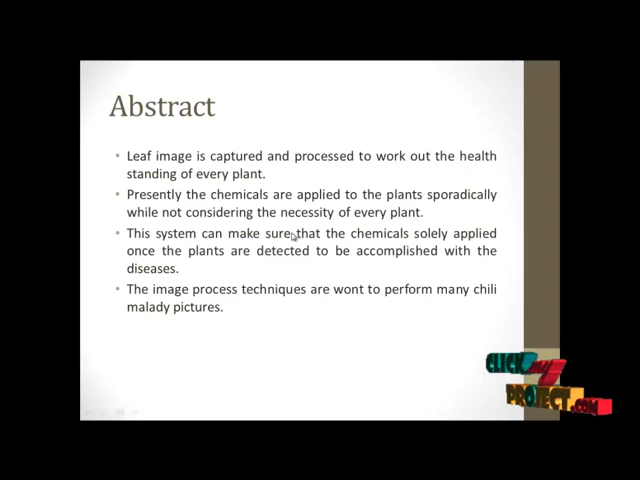 Abstract
• Leaf image is captured and processed to work out the health
standing of every plant.
• Presently the chemicals are applied to the plants sporadically
while not considering the necessity of every plant.
• This system can make sure that the chemicals solely applied
once the plants are detected to be accomplished with the
diseases.
• The image process techniques are wont to perform many chili
malady pictures.
CLICK my
PROJECT.COM